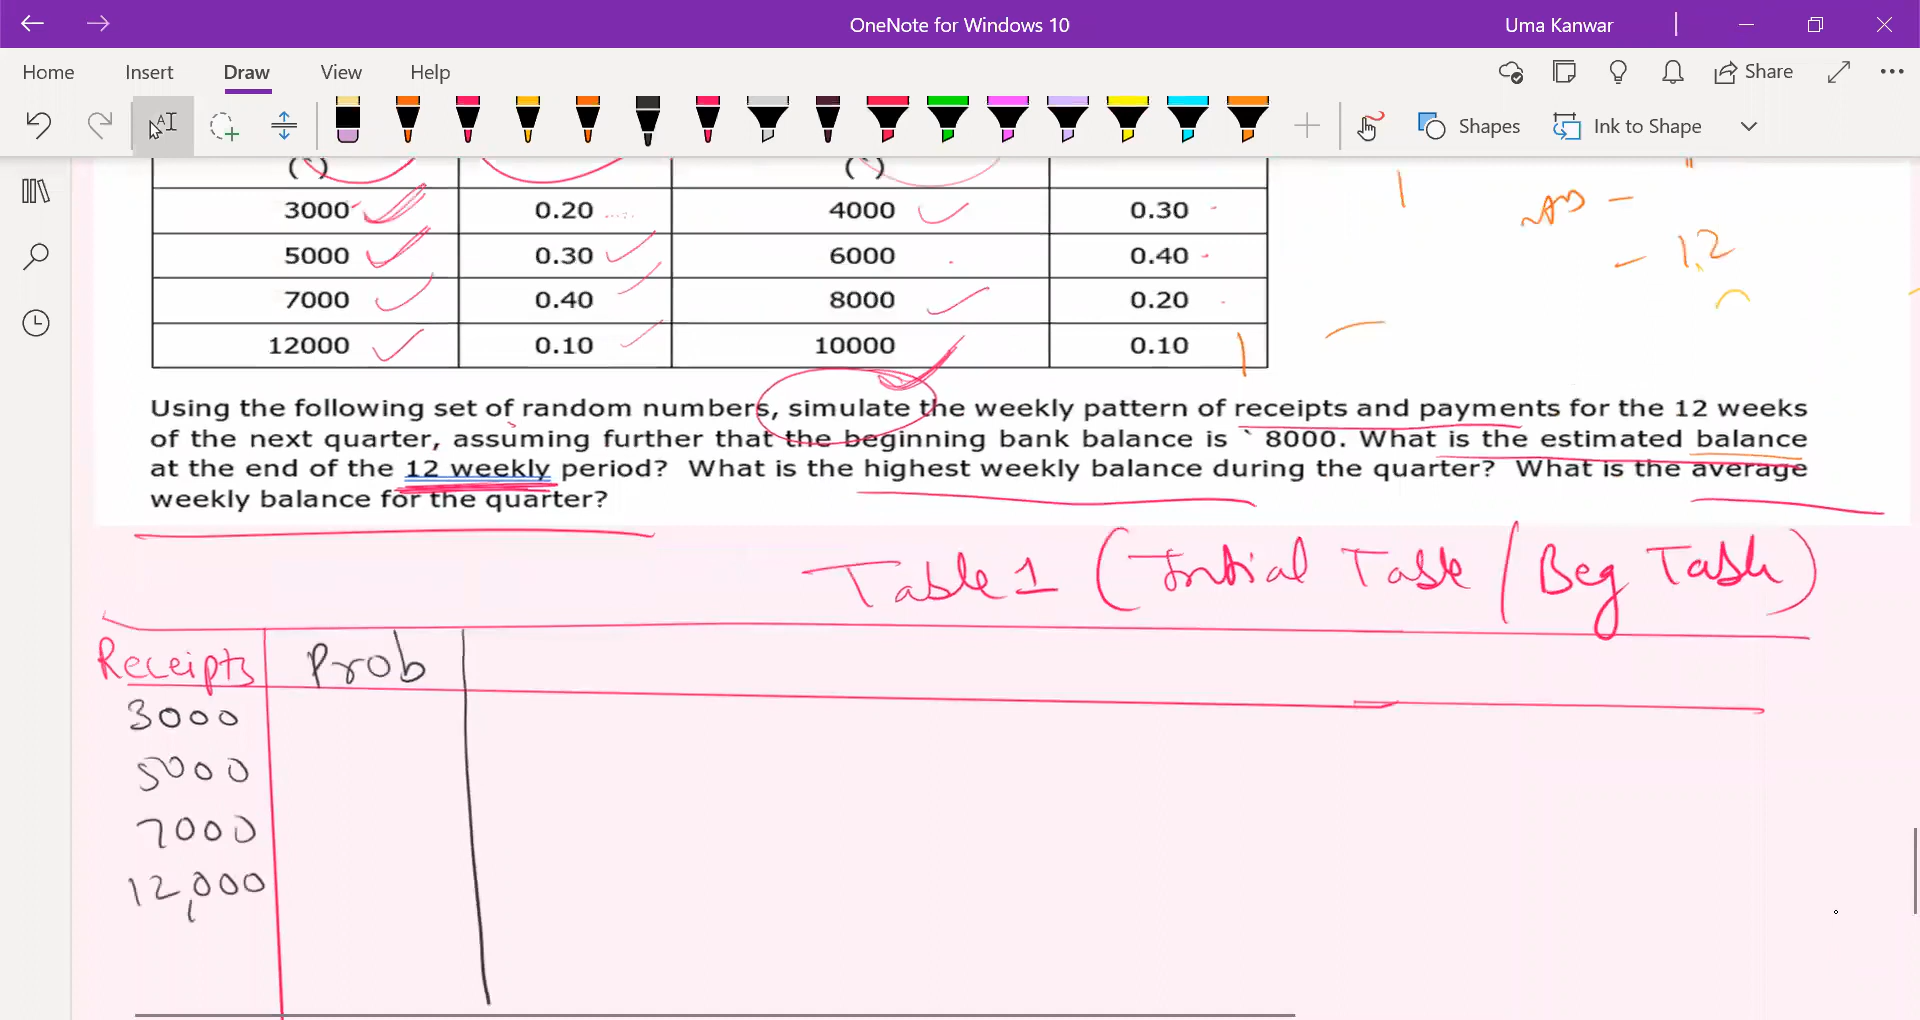 OneNote for Windows 10
Uma Kanwar
Home Insert Draw View Help
Share
Shapes Ink to Shape
(`) (`)
3000 0.20 4000 0.30
5000 0.30 6000 0.40
7000 0.40 8000 0.20
12000 0.10 10000 0.10
- 12
Using the following set of random numbers, simulate the weekly pattern of receipts and payments for the 12 weeks
of the next quarter, assuming further that the beginning bank balance is ` 8000. What is the estimated balance
at the end of the 12 weekly period? What is the highest weekly balance during the quarter? What is the average
weekly balance for the quarter?
Table 1 (Initial Table / Beg Table)
Receipts Prob
3000
5000
7000
12,000